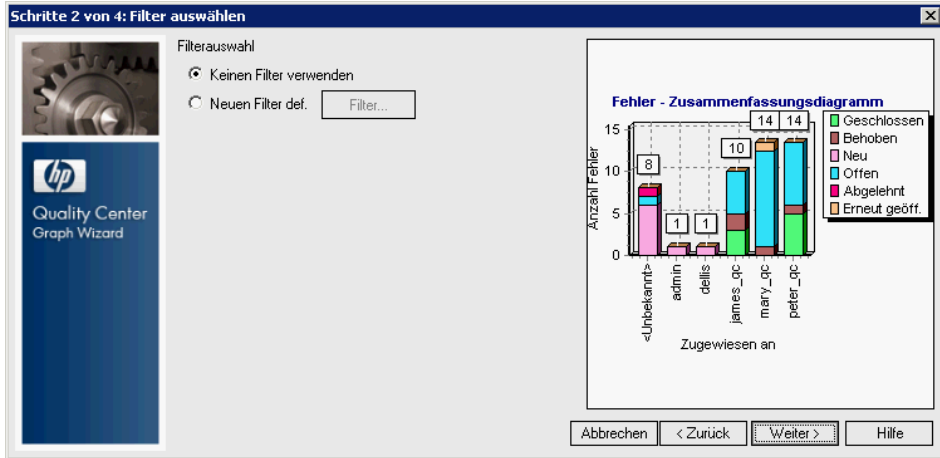 Schritte 2 von 4: Filter auswählen
hp
Quality Center
Graph Wizard
Filterauswahl
Keinen Filter verwenden
Neuen Filter def.
Filter...
Fehler - Zusammenfassungsdiagramm
Anzahl Fehler
15
10
5
0
8
1
1
10
14
14
<Unbekannt>
admin
dellis
james_qc
mary_qc
peter_qc
Zugewiesen an
Geschlossen
Behoben
Neu
Offen
Abgelehnt
Erneut geöff.
Abbrechen
< Zurück
Weiter >
Hilfe